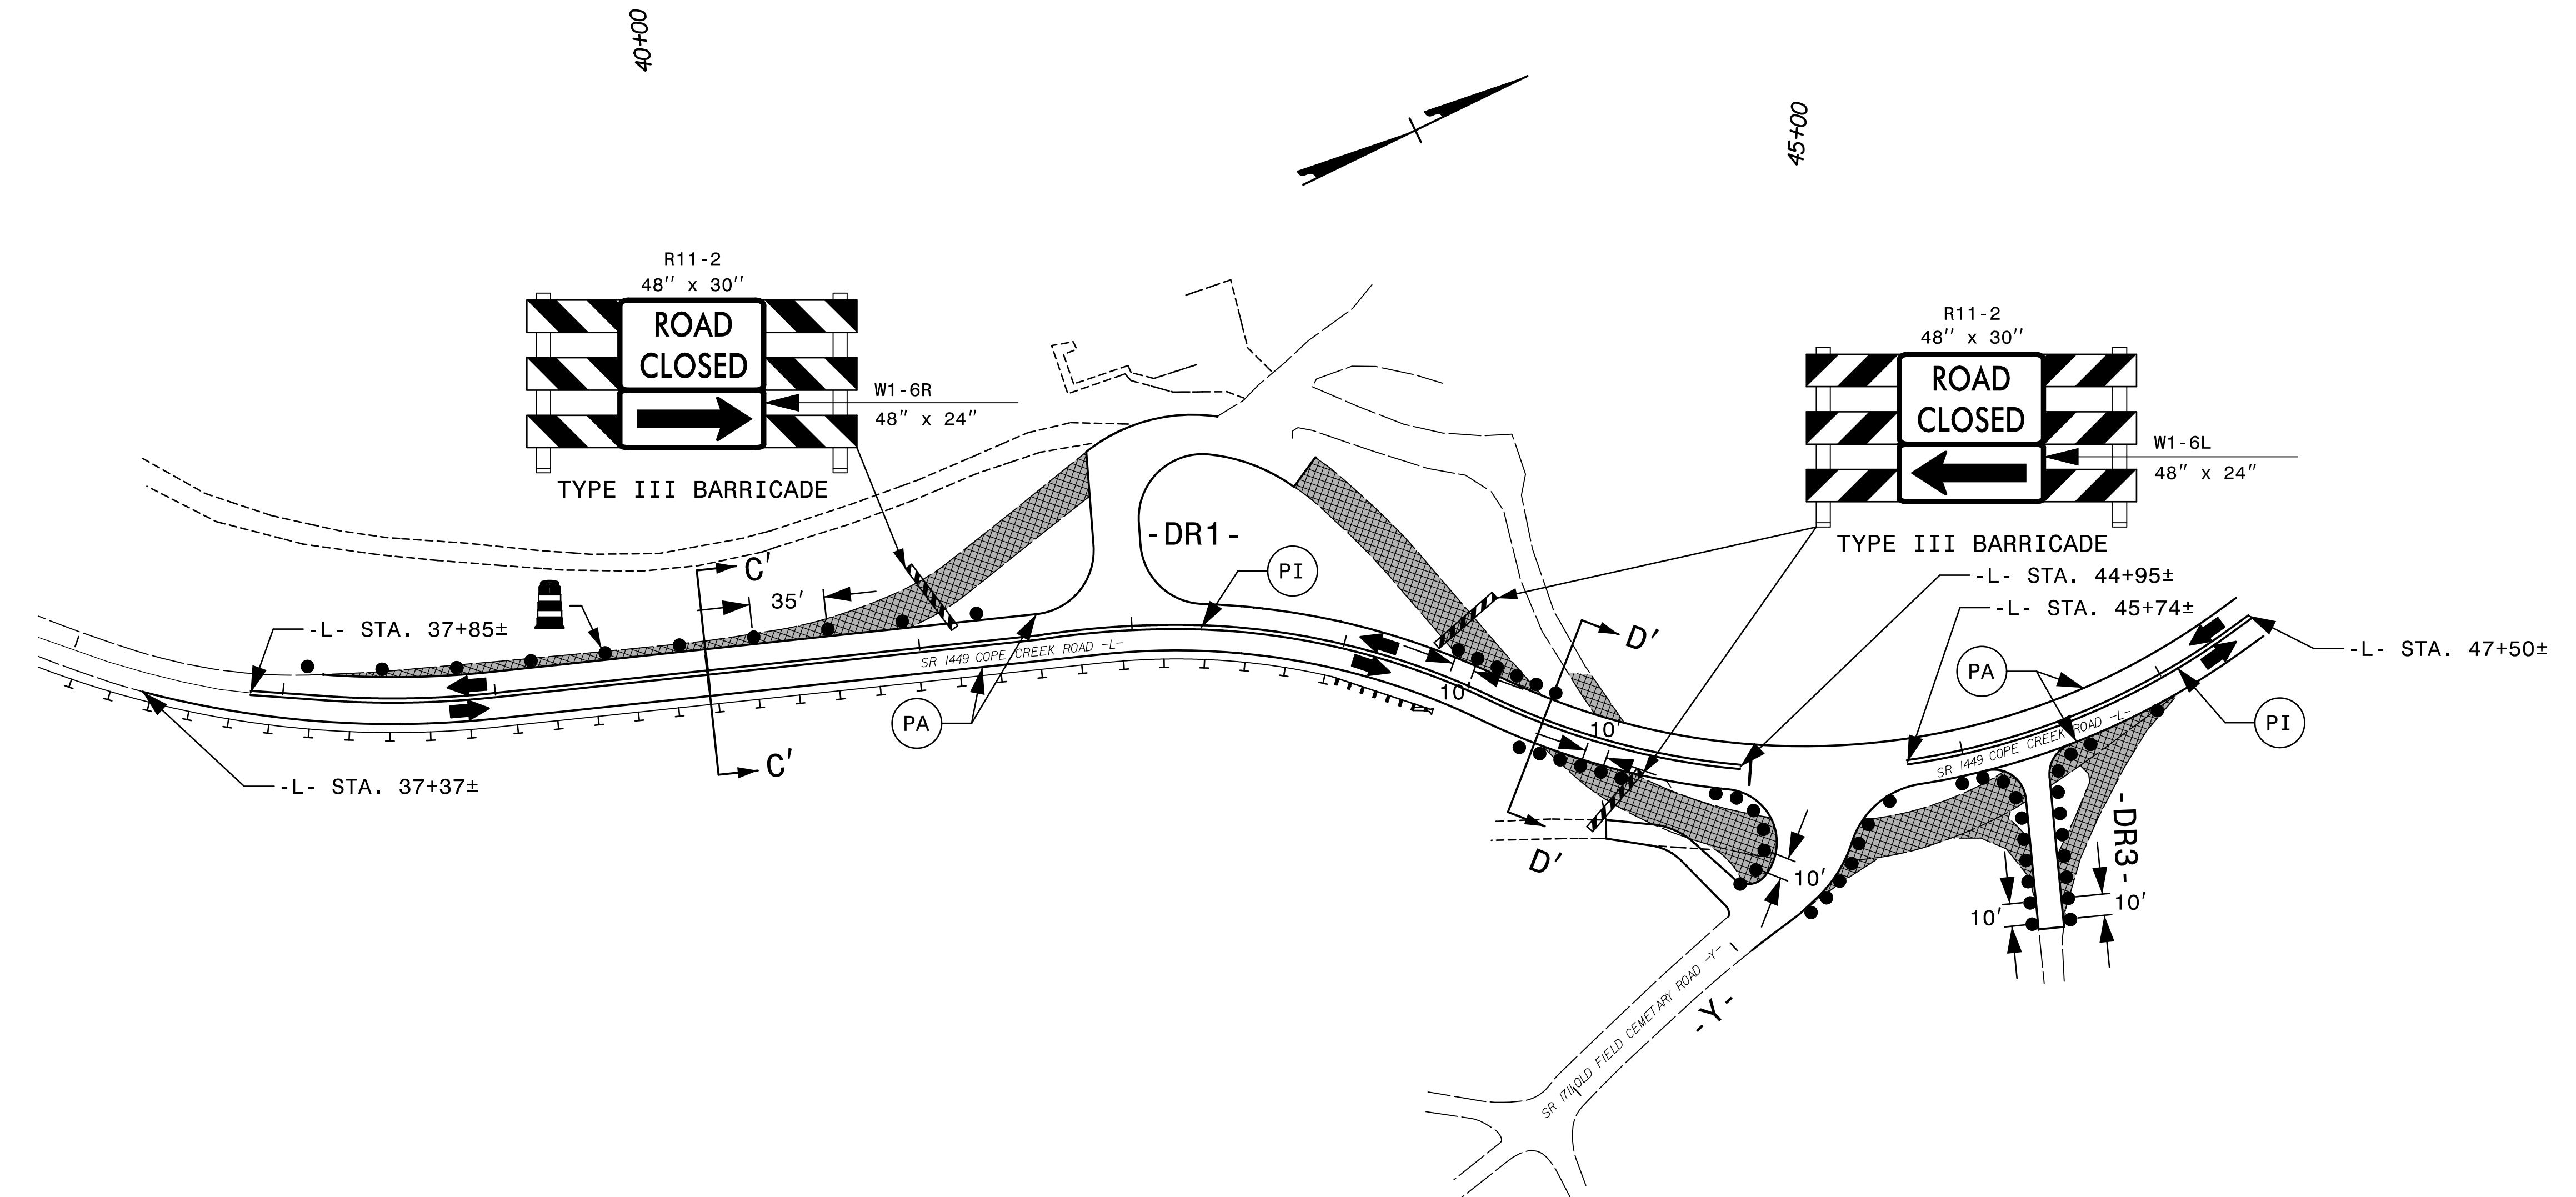 40+00
45+00
R11-2
48" x 30"
ROAD
CLOSED
W1-6R
48" x 24"
TYPE III BARRICADE
R11-2
48" x 30"
ROAD
CLOSED
W1-6L
48" x 24"
TYPE III BARRICADE
-DR1-
PI
C'
35'
-L- STA. 37+85±
-L- STA. 44+95±
-L- STA. 45+74±
D'
-L- STA. 47+50±
SR 1449 COPE CREEK ROAD -L-
PA
10'
PA
PI
10'
SR 1449 COPE CREEK ROAD -L-
C'
-L- STA. 37+37±
D'
10'
-DR3-
10'
10'
SR 1711 OLD FIELD CEMETARY ROAD -Y-
-Y-